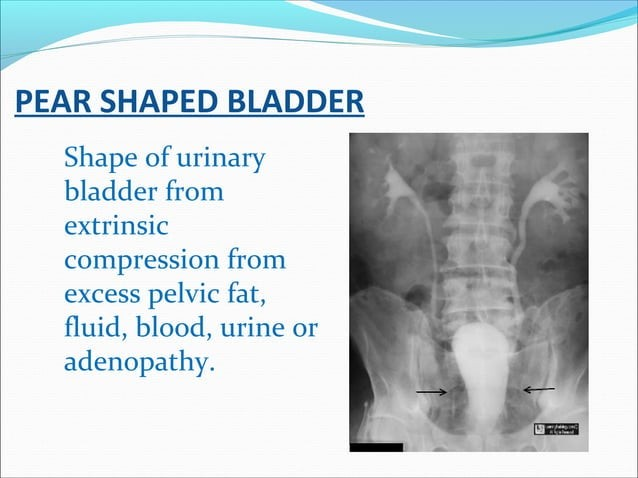 PEAR SHAPED BLADDER
Shape of urinary
bladder from
extrinsic
compression from
excess pelvic fat,
fluid, blood, urine or
adenopathy.